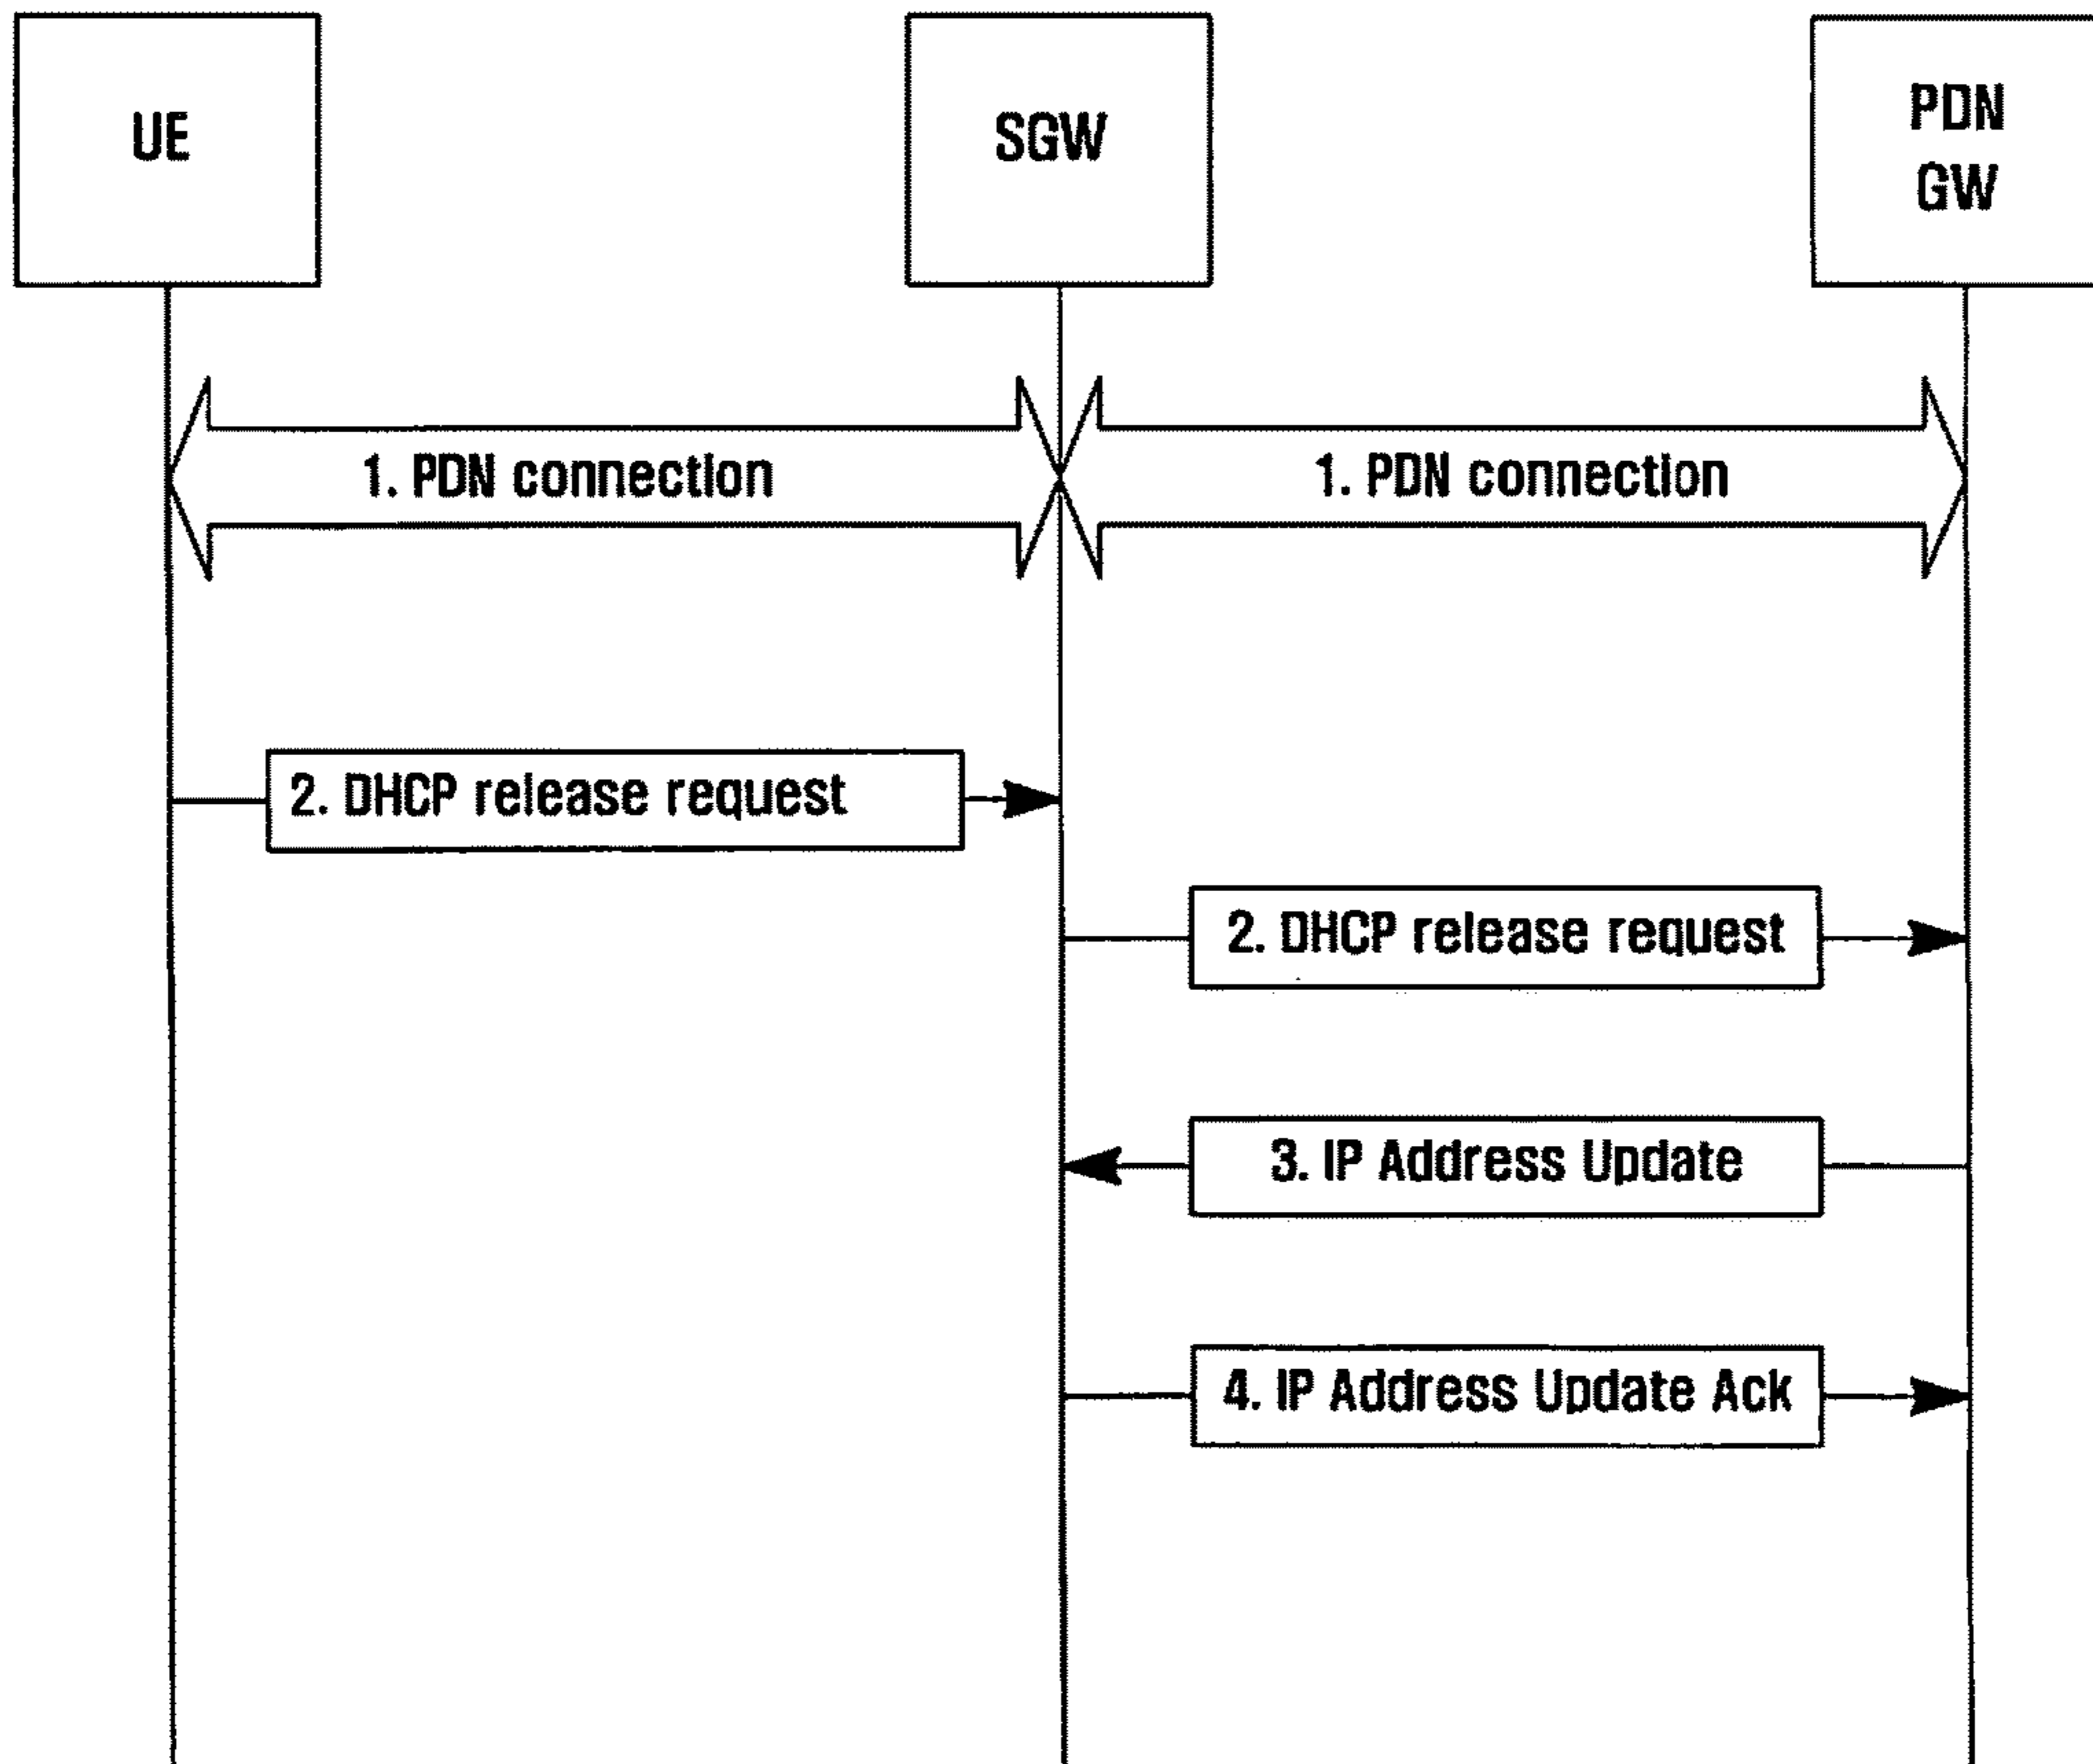 UE
SGW
PDN
GW
1. PDN connection
1. PDN connection
2. DHCP release request
2. DHCP release request
3. IP Address Update
4. IP Address Update Ack